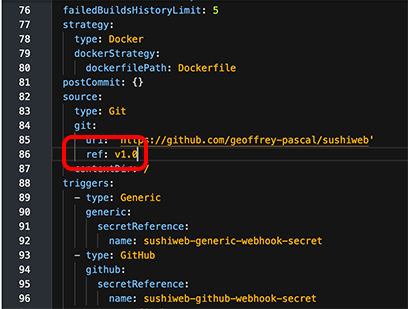 76 failedBuildsHistoryLimit: 5
77 strategy:
78 type: Docker
79 dockerStrategy:
80 dockerfilePath: Dockerfile
81 postCommit: {}
82 source:
83 type: Git
84 git:
85 uri: 'https://github.com/geoffrey-pascal/sushiweb'
86 ref: v1.0
87 contextDir: /
88 triggers:
89 - type: Generic
90 generic:
91 secretReference:
92 name: sushiweb-generic-webhook-secret
93 - type: GitHub
94 github:
95 secretReference:
96 name: sushiweb-github-webhook-secret